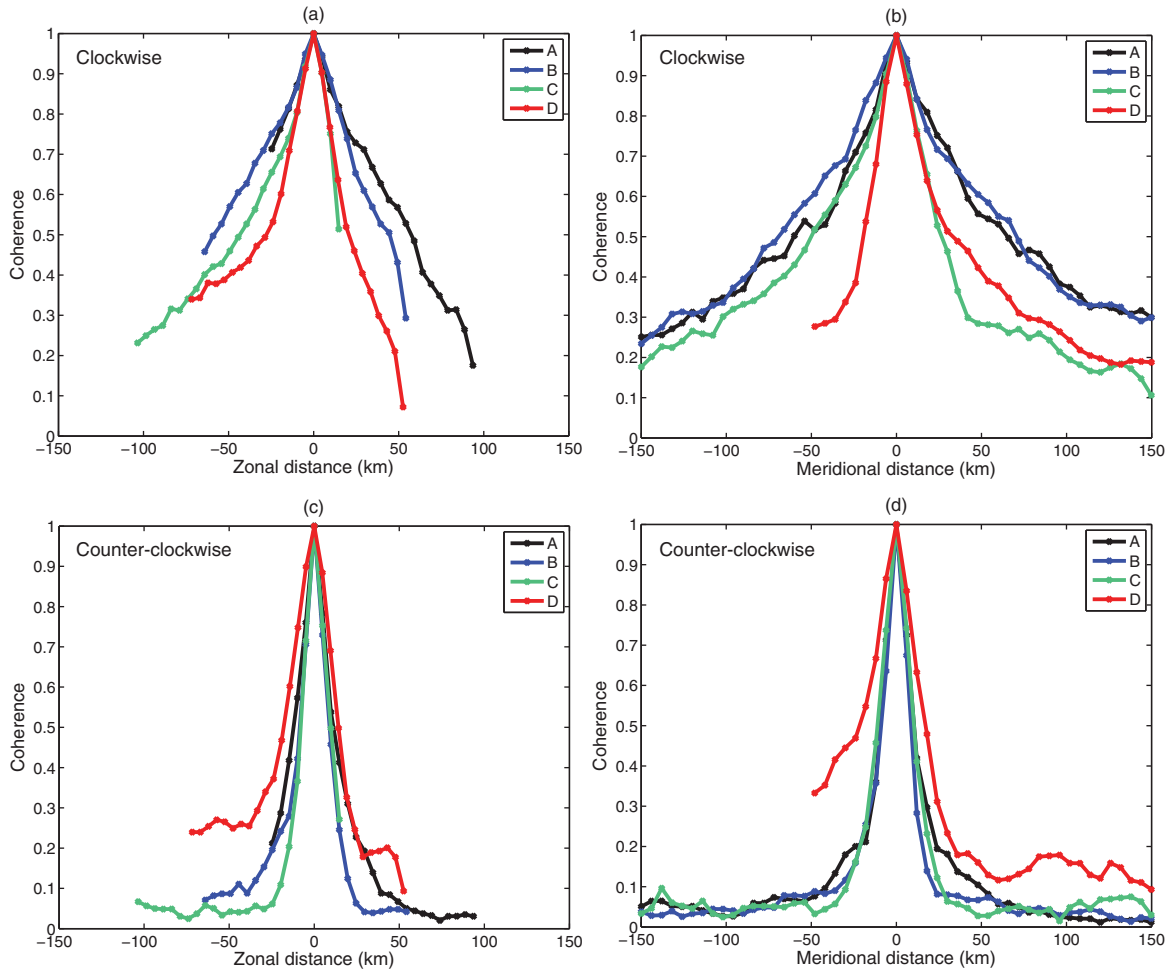 (a)
Clockwise
A
B
C
D
1
0.9
0.8
0.7
0.6
0.5
0.4
0.3
0.2
0.1
0
Coherence
−150
−100
−50
0
50
100
150
Zonal distance (km)
(b)
Clockwise
A
B
C
D
1
0.9
0.8
0.7
0.6
0.5
0.4
0.3
0.2
0.1
0
Coherence
−150
−100
−50
0
50
100
150
Meridional distance (km)
(c)
Counter-clockwise
A
B
C
D
1
0.9
0.8
0.7
0.6
0.5
0.4
0.3
0.2
0.1
0
Coherence
−150
−100
−50
0
50
100
150
Zonal distance (km)
(d)
Counter-clockwise
A
B
C
D
1
0.9
0.8
0.7
0.6
0.5
0.4
0.3
0.2
0.1
0
Coherence
−150
−100
−50
0
50
100
150
Meridional distance (km)